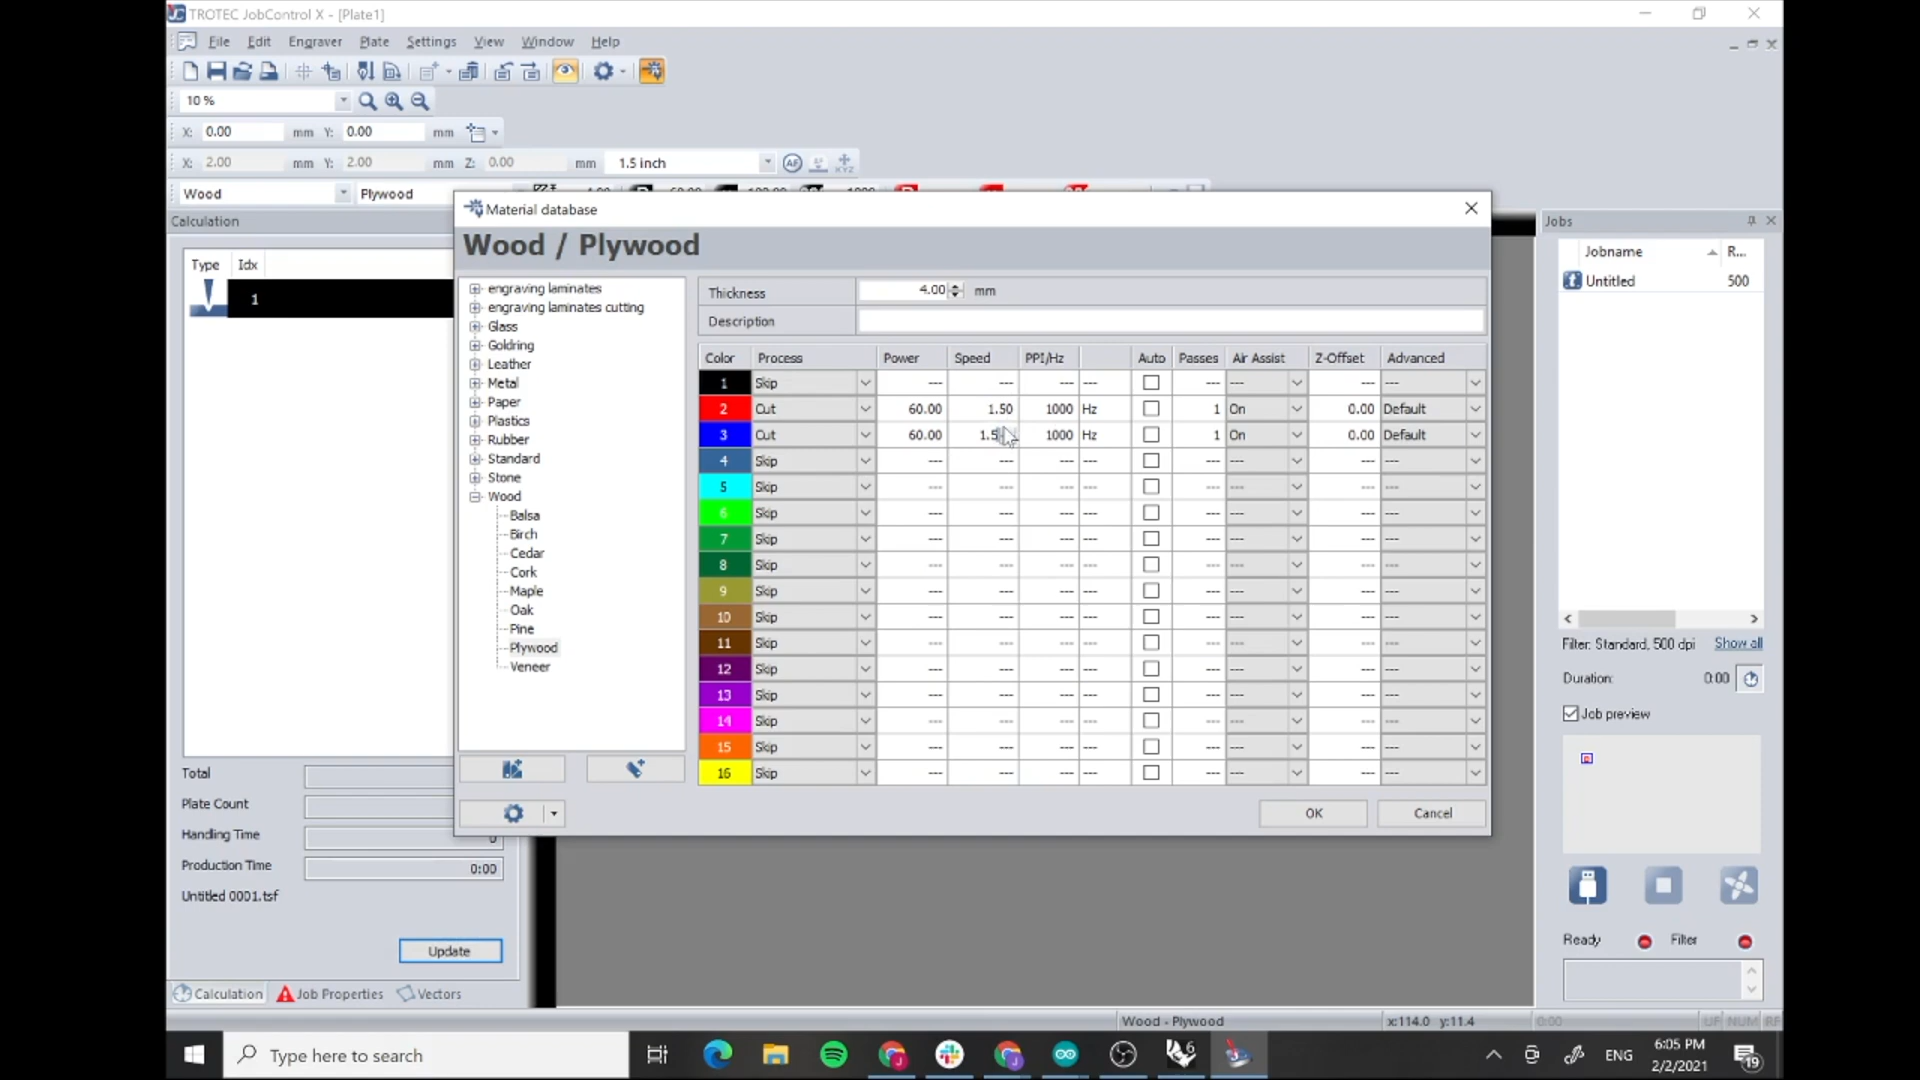 TROTEC JobControl X - [Plate1]
File Edit Engraver Plate Settings View Window Help
10 %
X: 0.00 mm Y: 0.00 mm
X: 2.00 mm Y: 2.00 mm Z: 0.00 mm 1.5 inch
Wood Plywood
Calculation
Type Idx
1
Total
Plate Count
Handling Time 0
Production Time 0:00
Untitled 0001.tsf
Update
Calculation Job Properties Vectors
Material database
Wood / Plywood
engraving laminates
engraving laminates cutting
Glass
Goldring
Leather
Metal
Paper
Plastics
Rubber
Standard
Stone
Wood
Balsa
Birch
Cedar
Cork
Maple
Oak
Pine
Plywood
Veneer
Thickness 4.00 mm
Description
Color Process Power Speed PPI/Hz Auto Passes Air Assist Z-Offset Advanced
1 Skip --- --- --- --- --- --- --- ---
2 Cut 60.00 1.50 1000 Hz 1 On 0.00 Default
3 Cut 60.00 1.5 1000 Hz 1 On 0.00 Default
4 Skip --- --- --- --- --- --- --- ---
5 Skip --- --- --- --- --- --- --- ---
6 Skip --- --- --- --- --- --- --- ---
7 Skip --- --- --- --- --- --- --- ---
8 Skip --- --- --- --- --- --- --- ---
9 Skip --- --- --- --- --- --- --- ---
10 Skip --- --- --- --- --- --- --- ---
11 Skip --- --- --- --- --- --- --- ---
12 Skip --- --- --- --- --- --- --- ---
13 Skip --- --- --- --- --- --- --- ---
14 Skip --- --- --- --- --- --- --- ---
15 Skip --- --- --- --- --- --- --- ---
16 Skip --- --- --- --- --- --- --- ---
OK Cancel
Jobs
Jobname R...
Untitled 500
Filter: Standard, 500 dpi Show all
Duration: 0:00
Job preview
Ready Filter
Wood - Plywood x:114.0 y:11.4 0:00 UF NUM RF
Type here to search
ENG
6:05 PM
2/2/2021
19